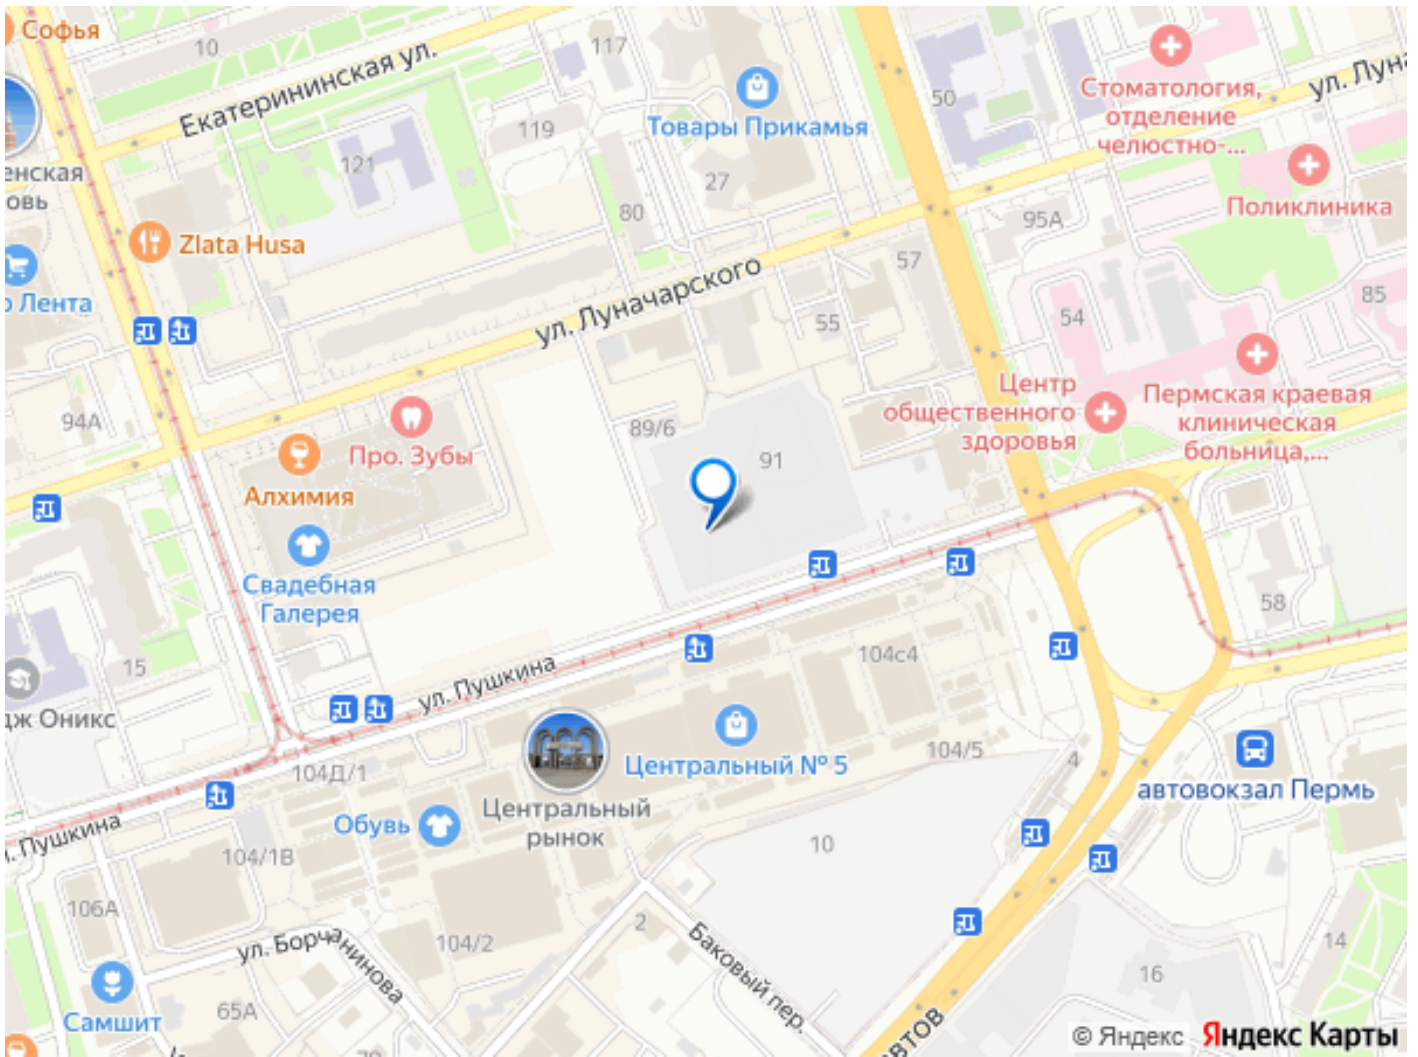 Софья
10
117
Екатерининская ул.
119
121
Товары Прикамья
27
80
50
Стоматология,
отделение
челюстно-...
ул. Луна
Поликлиника
95А
енская
овь
Zlata Husa
57
Лента
ул. Луначарского
55
54
85
94А
89/6
91
Про. Зубы
Алхимия
Центр
общественного
здоровья
Пермская краевая
клиническая
больница,...
Свадебная
Галерея
58
15
дж Оникс
ул. Пушкина
104с4
104Д/1
Центральный № 5
104/5
4
автовокзал Пермь
Центральный
рынок
Обувь
. Пушкина
104/1В
10
106А
104/2
2
ул. Борчанинова
Баковый пер.
14
16
65А
Самшит
© Яндекс
Яндекс Карты